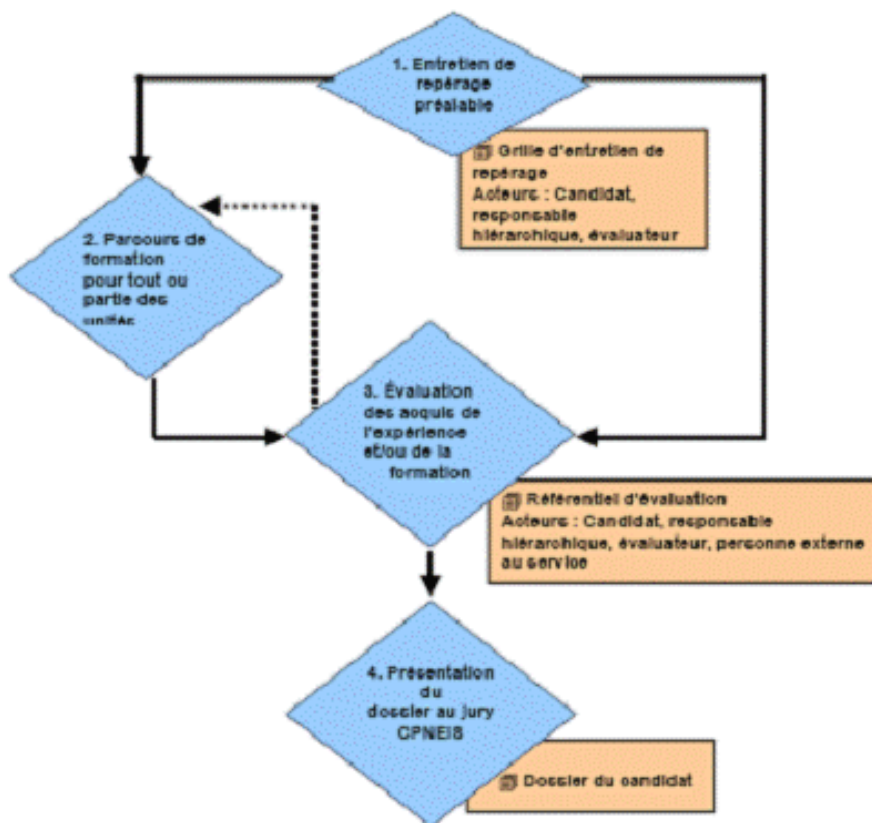 1. Entretien de
repérage
préalable
Grille d'entretien de
repérage
Acteurs : Candidat,
responsable
hiérarchique, évaluateur
2. Parcours de
formation
pour tout ou
partie des
unités
3. Évaluation
des acquis de
l'expérience
et/ou de la
formation
Référentiel d'évaluation
Acteurs : Candidat, responsable
hiérarchique, évaluateur, personne externe
au service
4. Présentation
du
dossier au jury
CPNEIS
Dossier du candidat